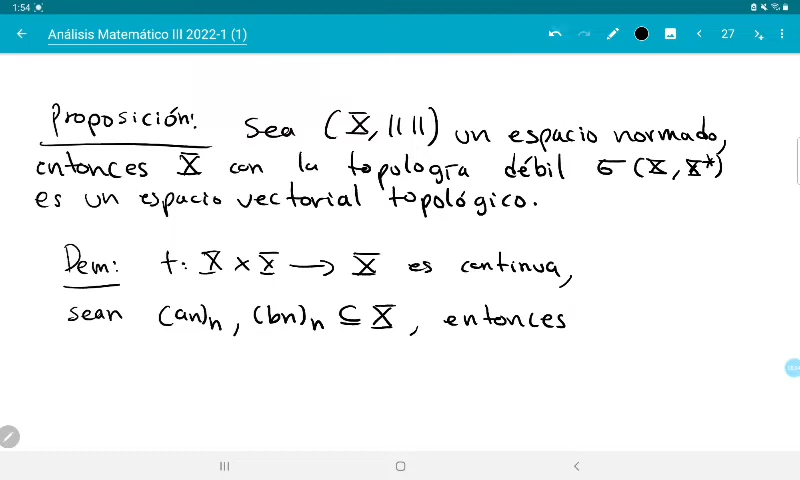 1:54
Análisis Matemático III 2022-1 (1)
27
Proposición: Sea (X, || ||) un espacio normado,
entonces X con la topología débil σ(X, X*)
es un espacio vectorial topológico.
Dem: +: X × X → X es continua,
sean (an)n, (bn)n ⊆ X, entonces